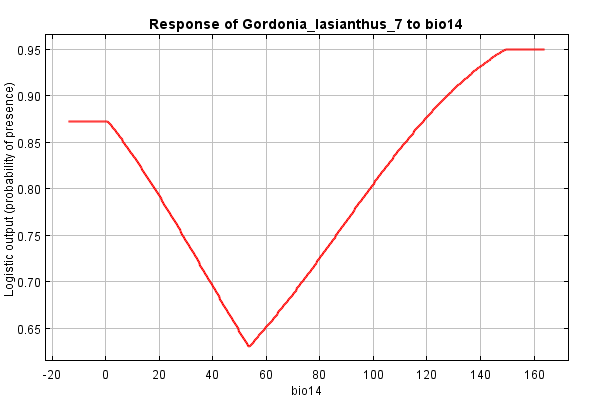 Response of Gordonia_lasianthus_7 to bio14
Logistic output (probability of presence)
0.95
0.90
0.85
0.80
0.75
0.70
0.65
-20 0 20 40 60 80 100 120 140 160
bio14